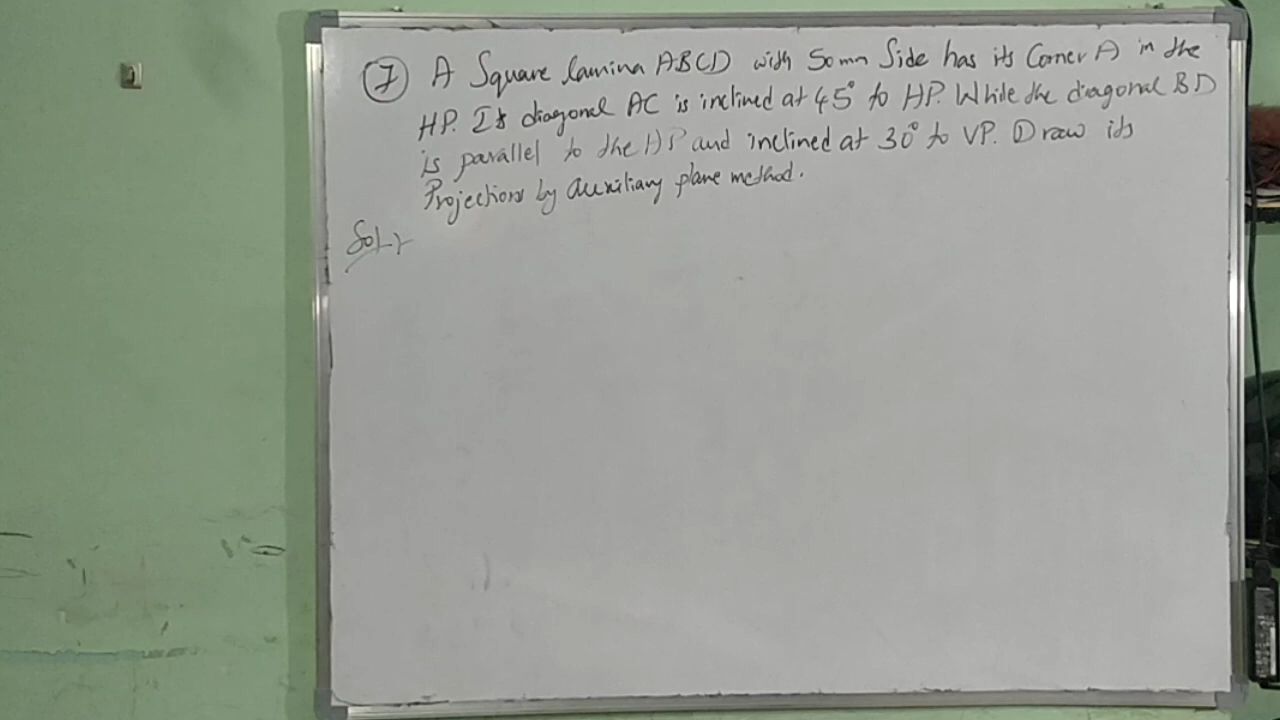 7 A Square lamina ABCD with 50mm Side has its Corner A in the
HP. Its diagonal AC is inclined at 45° to HP. While the diagonal BD
is parallel to the HP and inclined at 30° to VP. Draw its
Projections by auxiliary plane method.
Sol:-